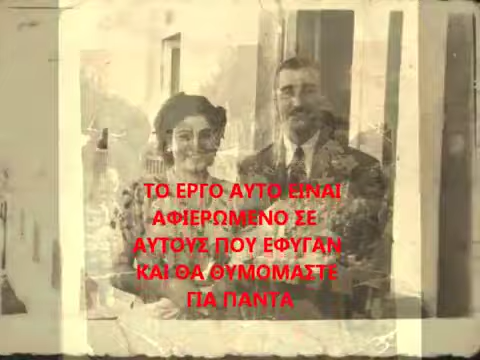 ΤΟ ΕΡΓΟ ΑΥΤΟ ΕΙΝΑΙ
ΑΦΙΕΡΩΜΕΝΟ ΣΕ
ΑΥΤΟΥΣ ΠΟΥ ΕΦΥΓΑΝ
ΚΑΙ ΘΑ ΘΥΜΟΜΑΣΤΕ
ΓΙΑ ΠΑΝΤΑ